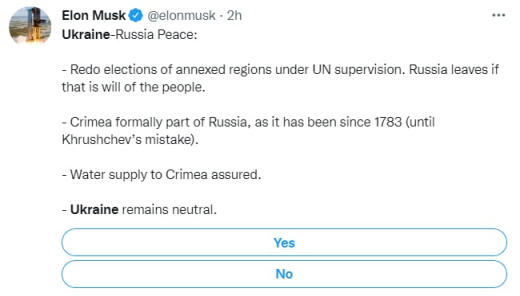 Elon Musk @elonmusk · 2h
Ukraine-Russia Peace:
- Redo elections of annexed regions under UN supervision. Russia leaves if
that is will of the people.
- Crimea formally part of Russia, as it has been since 1783 (until
Khrushchev's mistake).
- Water supply to Crimea assured.
- Ukraine remains neutral.
Yes
No